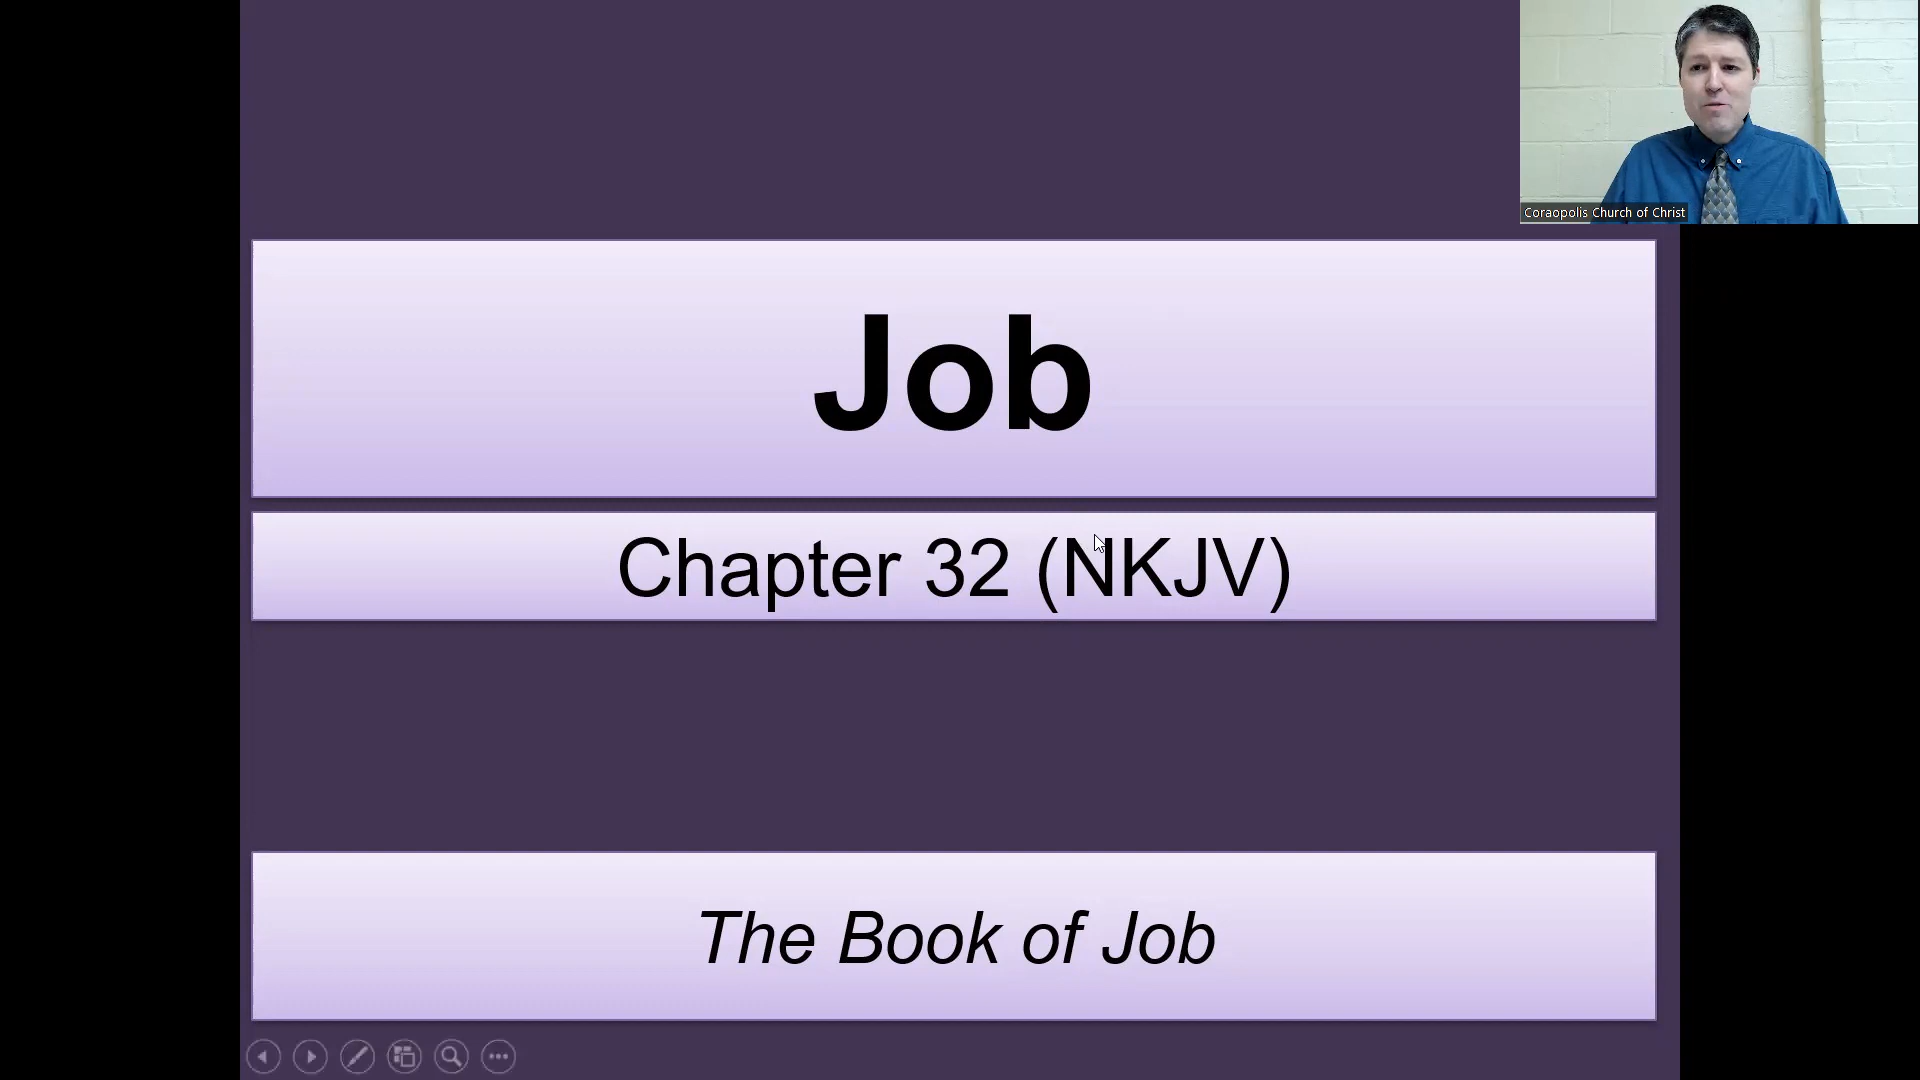 Coraopolis Church of Christ
Job
Chapter 32 (NKJV)
The Book of Job